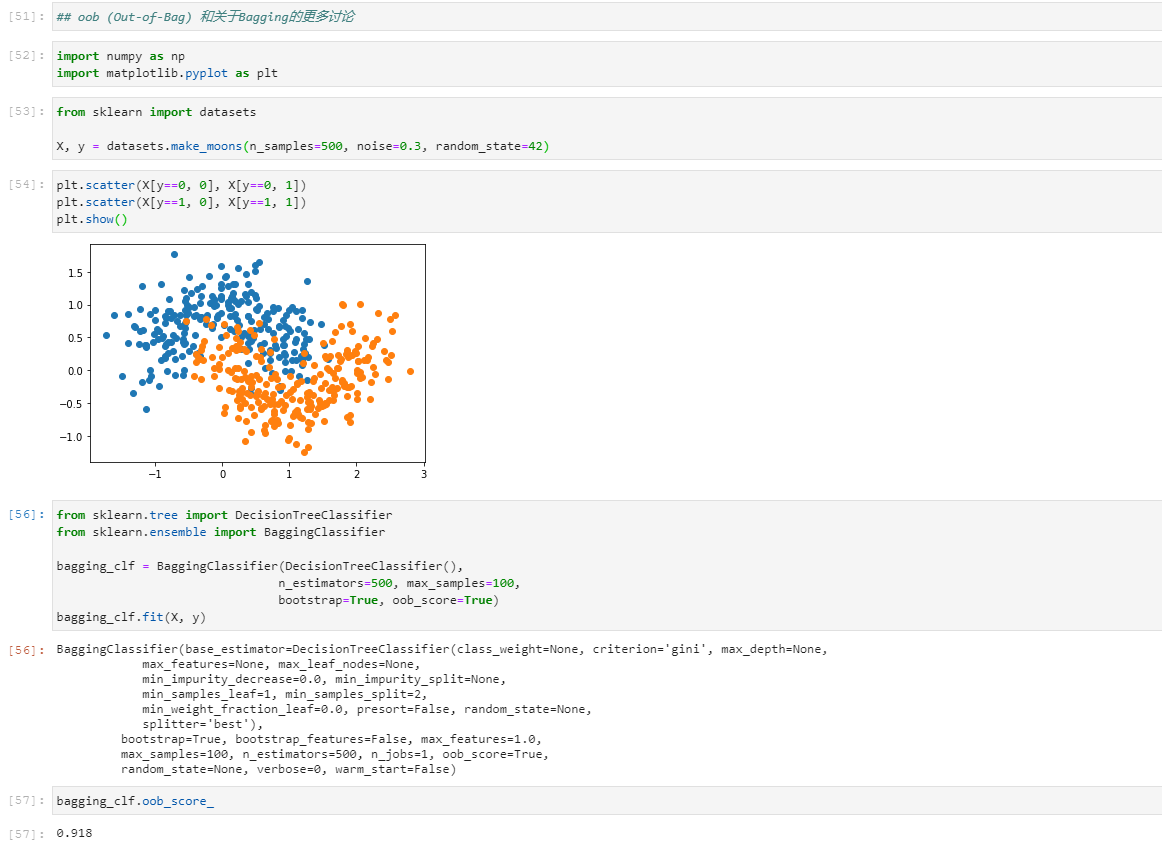 [51]: ## oob (Out-of-Bag) 和关于Bagging的更多讨论
[52]: import numpy as np
import matplotlib.pyplot as plt
[53]: from sklearn import datasets
X, y = datasets.make_moons(n_samples=500, noise=0.3, random_state=42)
[54]: plt.scatter(X[y==0, 0], X[y==0, 1])
plt.scatter(X[y==1, 0], X[y==1, 1])
plt.show()
1.5
1.0
0.5
0.0
−0.5
−1.0
−1 0 1 2 3
[56]: from sklearn.tree import DecisionTreeClassifier
from sklearn.ensemble import BaggingClassifier
bagging_clf = BaggingClassifier(DecisionTreeClassifier(),
n_estimators=500, max_samples=100,
bootstrap=True, oob_score=True)
bagging_clf.fit(X, y)
[56]: BaggingClassifier(base_estimator=DecisionTreeClassifier(class_weight=None, criterion='gini', max_depth=None,
max_features=None, max_leaf_nodes=None,
min_impurity_decrease=0.0, min_impurity_split=None,
min_samples_leaf=1, min_samples_split=2,
min_weight_fraction_leaf=0.0, presort=False, random_state=None,
splitter='best'),
bootstrap=True, bootstrap_features=False, max_features=1.0,
max_samples=100, n_estimators=500, n_jobs=1, oob_score=True,
random_state=None, verbose=0, warm_start=False)
[57]: bagging_clf.oob_score_
[57]: 0.918